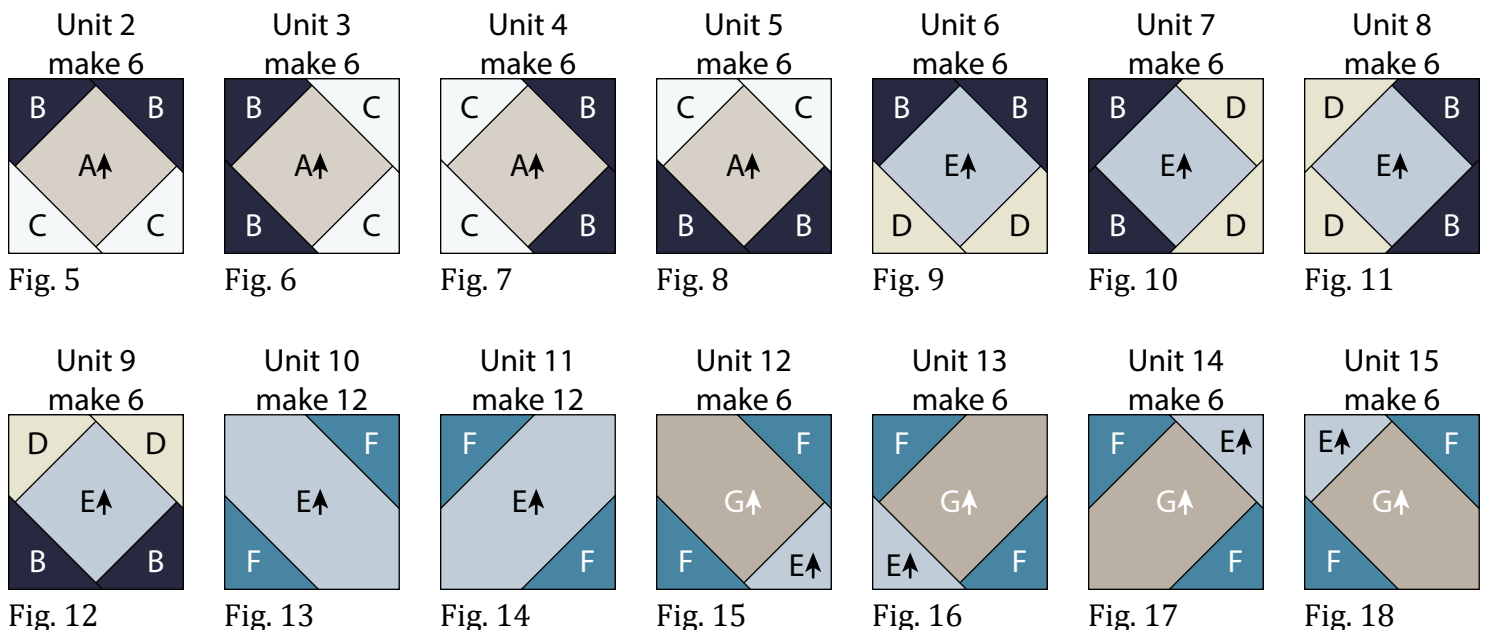 Unit 2 Unit 3 Unit 4 Unit 5 Unit 6 Unit 7 Unit 8
make 6 make 6 make 6 make 6 make 6 make 6 make 6
B B B C C B C C B B B D D B
A A A A E E E
C C B C C B B B D D B D D B
Fig. 5 Fig. 6 Fig. 7 Fig. 8 Fig. 9 Fig. 10 Fig. 11
Unit 9 Unit 10 Unit 11 Unit 12 Unit 13 Unit 14 Unit 15
make 6 make 12 make 12 make 6 make 6 make 6 make 6
D D F F F F F E E F
E E E G G G G
B B F F F E E F F F
Fig. 12 Fig. 13 Fig. 14 Fig. 15 Fig. 16 Fig. 17 Fig. 18